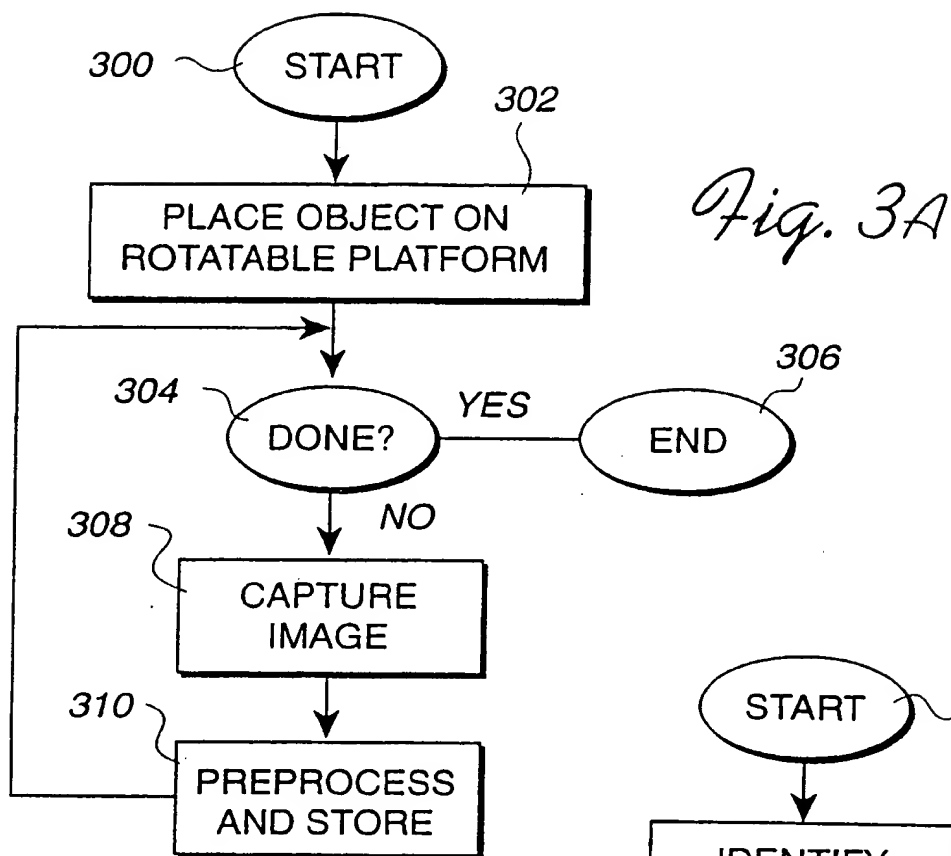 300
START
302
PLACE OBJECT ON
ROTATABLE PLATFORM
Fig. 3A
304
DONE?
YES
306
END
NO
308
CAPTURE
IMAGE
310
PREPROCESS
AND STORE
START
IDENTIFY